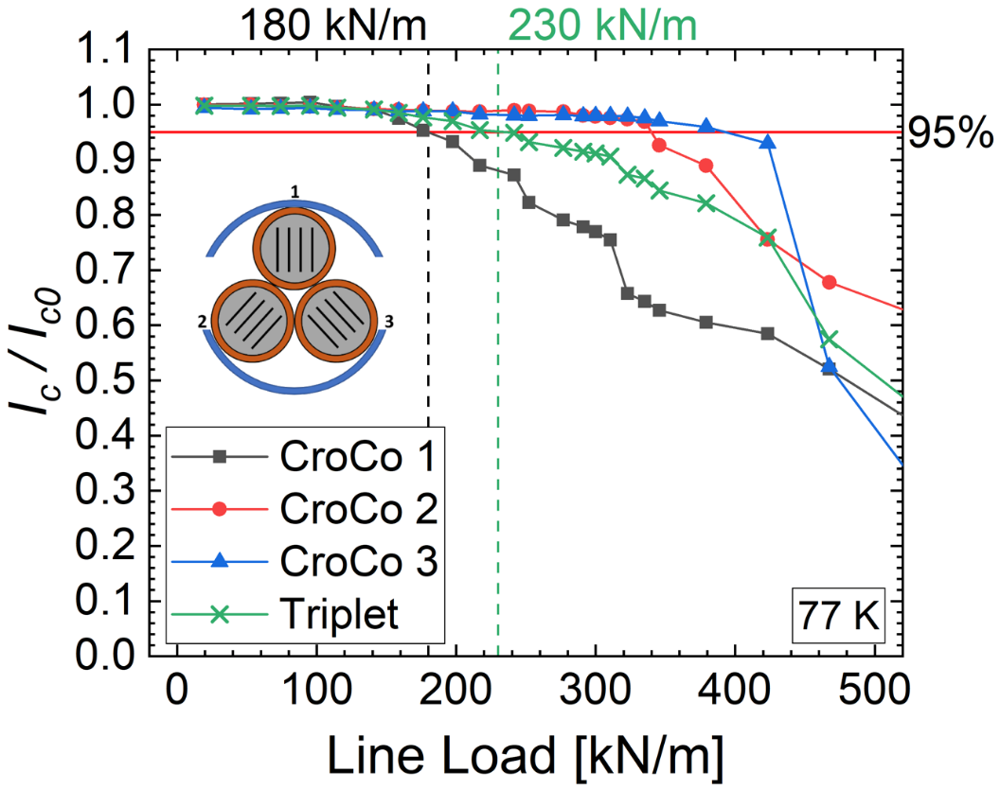 180 kN/m
230 kN/m
1.1
1.0
0.9
0.8
0.7
0.6
0.5
0.4
0.3
0.2
0.1
0.0
I_c / I_c0
95%
1
2
3
CroCo 1
CroCo 2
CroCo 3
Triplet
77 K
0 100 200 300 400 500
Line Load [kN/m]